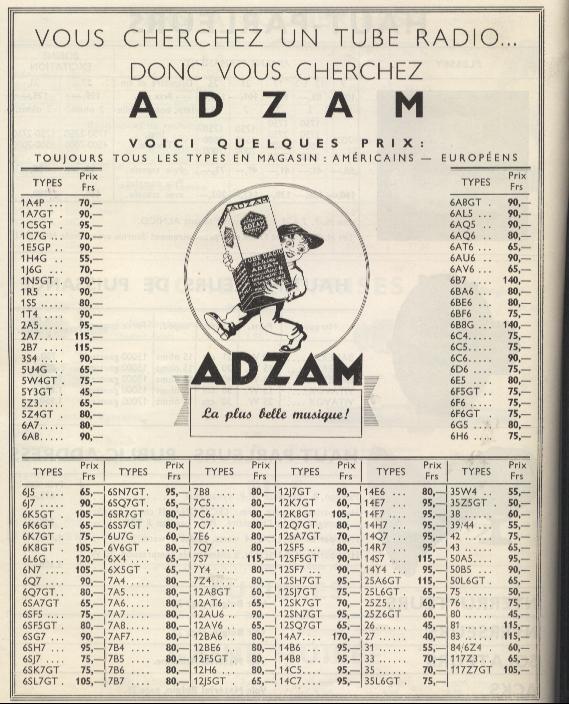 VOUS CHERCHEZ UN TUBE RADIO...
DONC VOUS CHERCHEZ
ADZAM
VOICI QUELQUES PRIX:
TOUJOURS TOUS LES TYPES EN MAGASIN : AMÉRICAINS — EUROPÉENS
TYPES Prix Frs
1A4P ... 70,—
1A7GT . 90,—
1C5GT . 95,—
1C7G .. 70,—
1E5GP .. 90,—
1H4G .. 55,—
1J6G ... 70,—
1N5GT. 90,—
1R5 .... 90,—
1S5 .... 80,—
1T4 .... 90,—
2A5..... 95,—
2A7..... 115,—
2B7..... 115,—
3S4 .... 90,—
5U4G .. 65,—
5W4GT . 75,—
5Y3GT . 45,—
5Z3..... 65,—
5Z4GT . 80,—
6A7..... 80,—
6A8..... 90,—
ADZAM
TUBE RADIO
ADZAM
La plus belle musique!
TYPES Prix Frs
6A8GT . 90,—
6AL5 .. 90,—
6AQ5 .. 90,—
6AQ6 .. 80,—
6AT6 .. 65,—
6AU6 .. 90,—
6AV6 .. 65,—
6B7 .... 140,—
6BA6 .. 80,—
6BE6 ... 80,—
6BF6 ... 75,—
6B8G .. 140,—
6C4.... 75,—
6C5.... 75,—
6C6.... 90,—
6D6 .... 75,—
6E5 .... 80,—
6F5GT . 75,—
6F6 .... 75,—
6F6GT . 75,—
6G5 .... 80,—
6H6 .... 75,—
TYPES Prix Frs
6J5 ..... 65,—
6J7 ..... 90,—
6K5GT . 105,—
6K6GT . 65,—
6K7GT . 75,—
6K8GT . 105,—
6L6G .. 120,—
6N7 .... 105,—
6Q7 .... 90,—
6Q7GT.. 80,—
6SA7GT . 65,—
6SF5 ... 75,—
6SF5GT . 80,—
6SG7 .. 90,—
6SH7 .. 95,—
6SJ7 ... 75,—
6SK7GT . 75,—
6SL7GT . 105,—
TYPES Prix Frs
6SN7GT . 95,—
6SQ7GT. 65,—
6SR7GT . 80,—
6SS7GT . 80,—
6U7G .. 60,—
6V6GT . 80,—
6X4 .... 65,—
6X5GT . 65,—
7A4.... 80,—
7A5.... 80,—
7A6.... 80,—
7A7.... 80,—
7A8.... 80,—
7AF7... 80,—
7B4 .... 80,—
7B5 .... 80,—
7B6 .... 80,—
7B7 .... 80,—
TYPES Prix Frs
7B8 .... 80,—
7C5.... 80,—
7C6.... 80,—
7C7.... 80,—
7E6 .... 80,—
7Q7 .... 80,—
7S7 .... 115,—
7Y4 .... 80,—
7Z4.... 80,—
12A8GT . 60,—
12AT6 .. 65,—
12AU6 .. 90,—
12AV6 .. 65,—
12BA6 .. 80,—
12BE6 .. 80,—
12F5GT . 80,—
12H6 ... 80,—
12J5GT . 65,—
TYPES Prix Frs
12J7GT . 90,—
12K7GT . 60,—
12K8GT 105,—
12Q7GT. 80,—
12SA7GT 70,—
12SF5 .. 80,—
12SF5GT 90,—
12SF7 .. 90,—
12SH7GT 95,—
12SJ7GT 75,—
12SK7GT 70,—
12SN7GT 95,—
12SQ7GT 65,—
14A7... 170,—
14B6 ... 95,—
14B8 ... 95,—
14C5... 95,—
14C7... 95,—
TYPES Prix Frs
14E6 ... 80,—
14E7 ... 95,—
14F7 ... 95,—
14H7 .. 95,—
14Q7 .. 95,—
14R7 ... 95,—
14S7 ... 115,—
14Y4 ... 95,—
25A6GT 115,—
25L6GT . 65,—
25Z5 ... 65,—
25Z6GT 60,—
26 ..... 45,—
27 ..... 40,—
31 ..... 55,—
33 ..... 70,—
35 ..... 70,—
35L6GT . 75,—
TYPES Prix Frs
35W4 .. 55,—
35Z5GT . 50,—
38 ..... 60,—
39/44 .. 55,—
42 ..... 75,—
43 ..... 65,—
50A5... 95,—
50B5 ... 90,—
50L6GT . 65,—
75 ..... 50,—
76 ..... 75,—
80 ..... 45,—
81 ..... 115,—
83 ..... 115,—
84/6Z4 . 60,—
117Z3 .. 65,—
117Z7GT 105,—